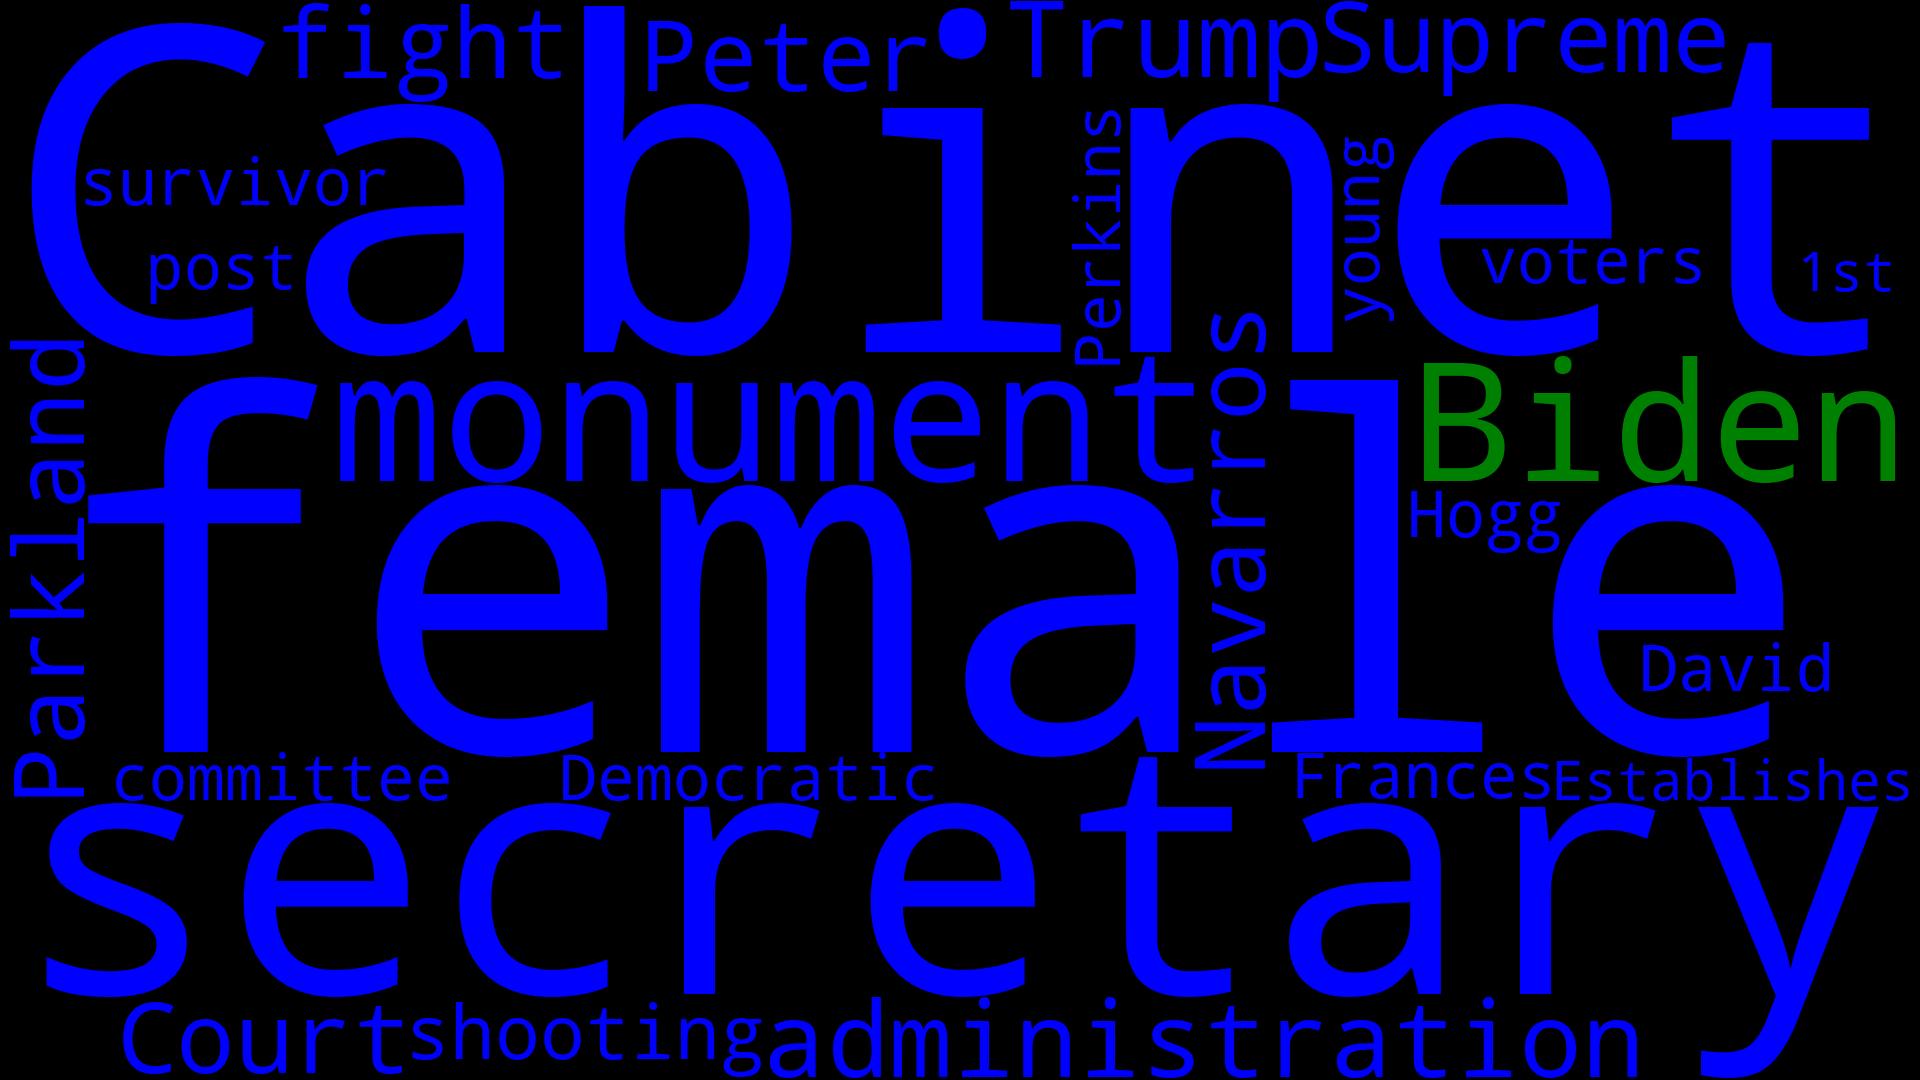 fight Peter Trump Supreme
Cabinet
survivor
post
Perkins
young
voters 1st
Parkland
monument
Navarros
Biden
female
Hogg
David
committee Democratic Frances Establishes
secretary
Court shooting administration